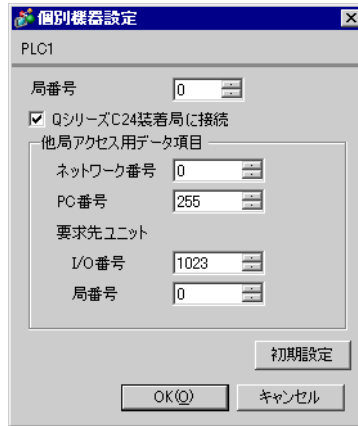 個別機器設定
PLC1
局番号 0
QシリーズC24装着局に接続
他局アクセス用データ項目
ネットワーク番号 0
PC番号 255
要求先ユニット
I/O番号 1023
局番号 0
初期設定
OK(O) キャンセル